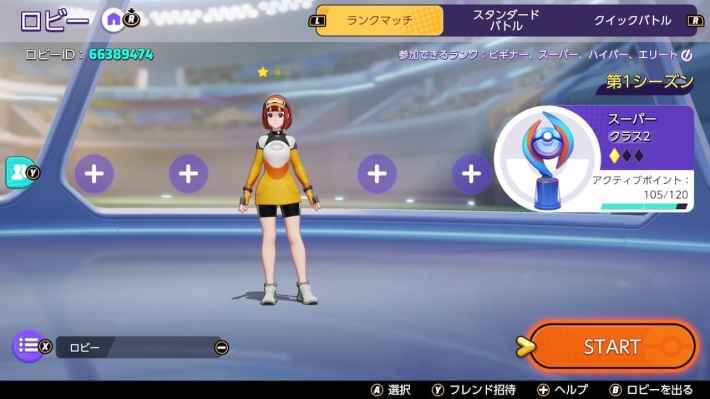 ロビー R
L ランクマッチ スタンダード
バトル クイックバトル R
ロビーID：66389474
参加できるランク：ビギナー、スーパー、ハイパー、エリート
第1シーズン
スーパー
クラス2
アクティブポイント：
105/120
Y
X ロビー
START
A 選択 Y フレンド招待 ヘルプ B ロビーを出る